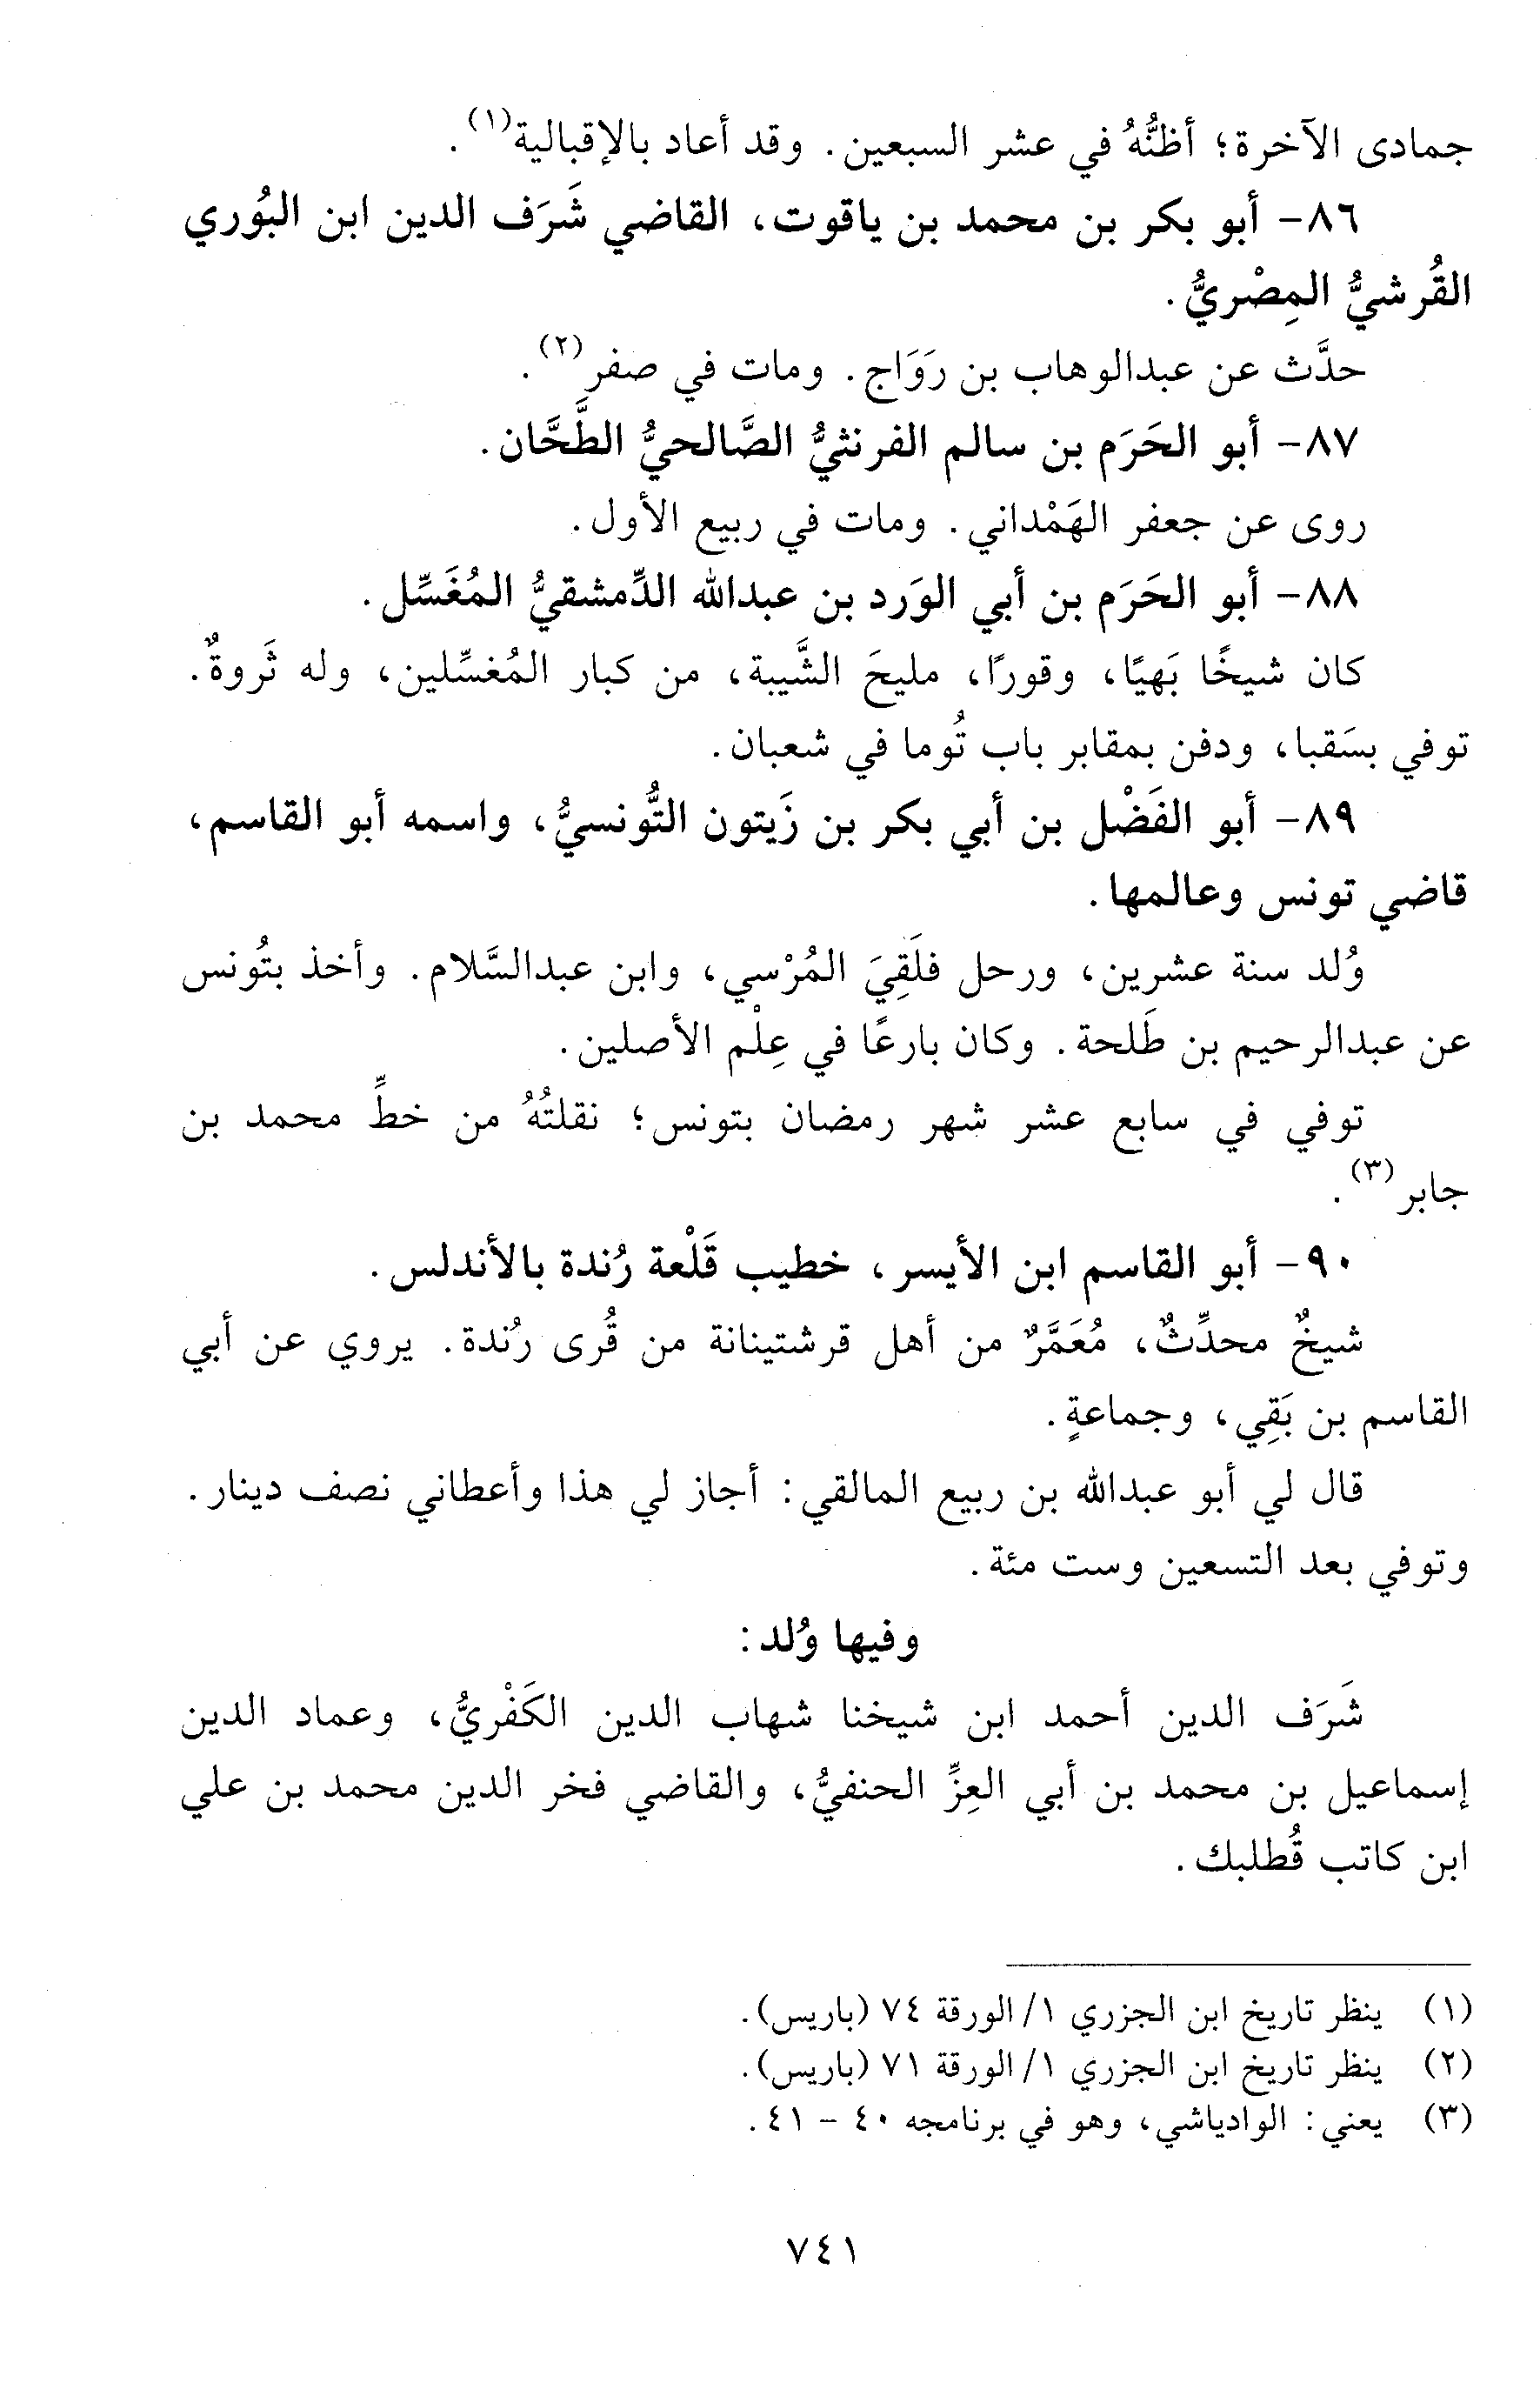 جمادى الآخرة؛ أظنُّهُ في عشر السبعين. وقد أعاد بالإقبالية(١).
٨٦- أبو بكر بن محمد بن ياقوت، القاضي شَرَف الدين ابن البُوري
القُرشيُّ المِصْريُّ.
حدَّث عن عبدالوهاب بن رَوَاج. ومات في صفر(٢).
٨٧- أبو الحَرَم بن سالم الفرنثيُّ الصَّالحيُّ الطَّحَّان.
روى عن جعفر الهَمْداني. ومات في ربيع الأول.
٨٨- أبو الحَرَم بن أبي الوَرد بن عبدالله الدِّمشقيُّ المُغَسِّل.
كان شيخًا بَهيًا، وقورًا، مليحَ الشَّيبة، من كبار المُغسِّلين، وله ثَروةٌ.
توفي بسَقبا، ودفن بمقابر باب تُوما في شعبان.
٨٩- أبو الفَضْل بن أبي بكر بن زَيتون التُّونسيُّ، واسمه أبو القاسم،
قاضي تونس وعالمها.
وُلد سنة عشرين، ورحل فلَقِيَ المُرْسي، وابن عبدالسَّلام. وأخذ بتُونس
عن عبدالرحيم بن طَلحة. وكان بارعًا في عِلْم الأصلين.
توفي في سابع عشر شهر رمضان بتونس؛ نقلتُهُ من خطِّ محمد بن
جابر(٣).
٩٠- أبو القاسم ابن الأيسر، خطيب قَلْعة رُندة بالأندلس.
شيخٌ محدِّثٌ، مُعَمَّرٌ من أهل قرشتينانة من قُرى رُندة. يروي عن أبي
القاسم بن بَقِي، وجماعةٍ.
قال لي أبو عبدالله بن ربيع المالقي: أجاز لي هذا وأعطاني نصف دينار.
وتوفي بعد التسعين وست مئة.
وفيها وُلد:
شَرَف الدين أحمد ابن شيخنا شهاب الدين الكَفْريُّ، وعماد الدين
إسماعيل بن محمد بن أبي العِزِّ الحنفيُّ، والقاضي فخر الدين محمد بن علي
ابن كاتب قُطلبك.
(١) ينظر تاريخ ابن الجزري ١/ الورقة ٧٤ (باريس).
(٢) ينظر تاريخ ابن الجزري ١/ الورقة ٧١ (باريس).
(٣) يعني: الوادياشي، وهو في برنامجه ٤٠ - ٤١.
٧٤١